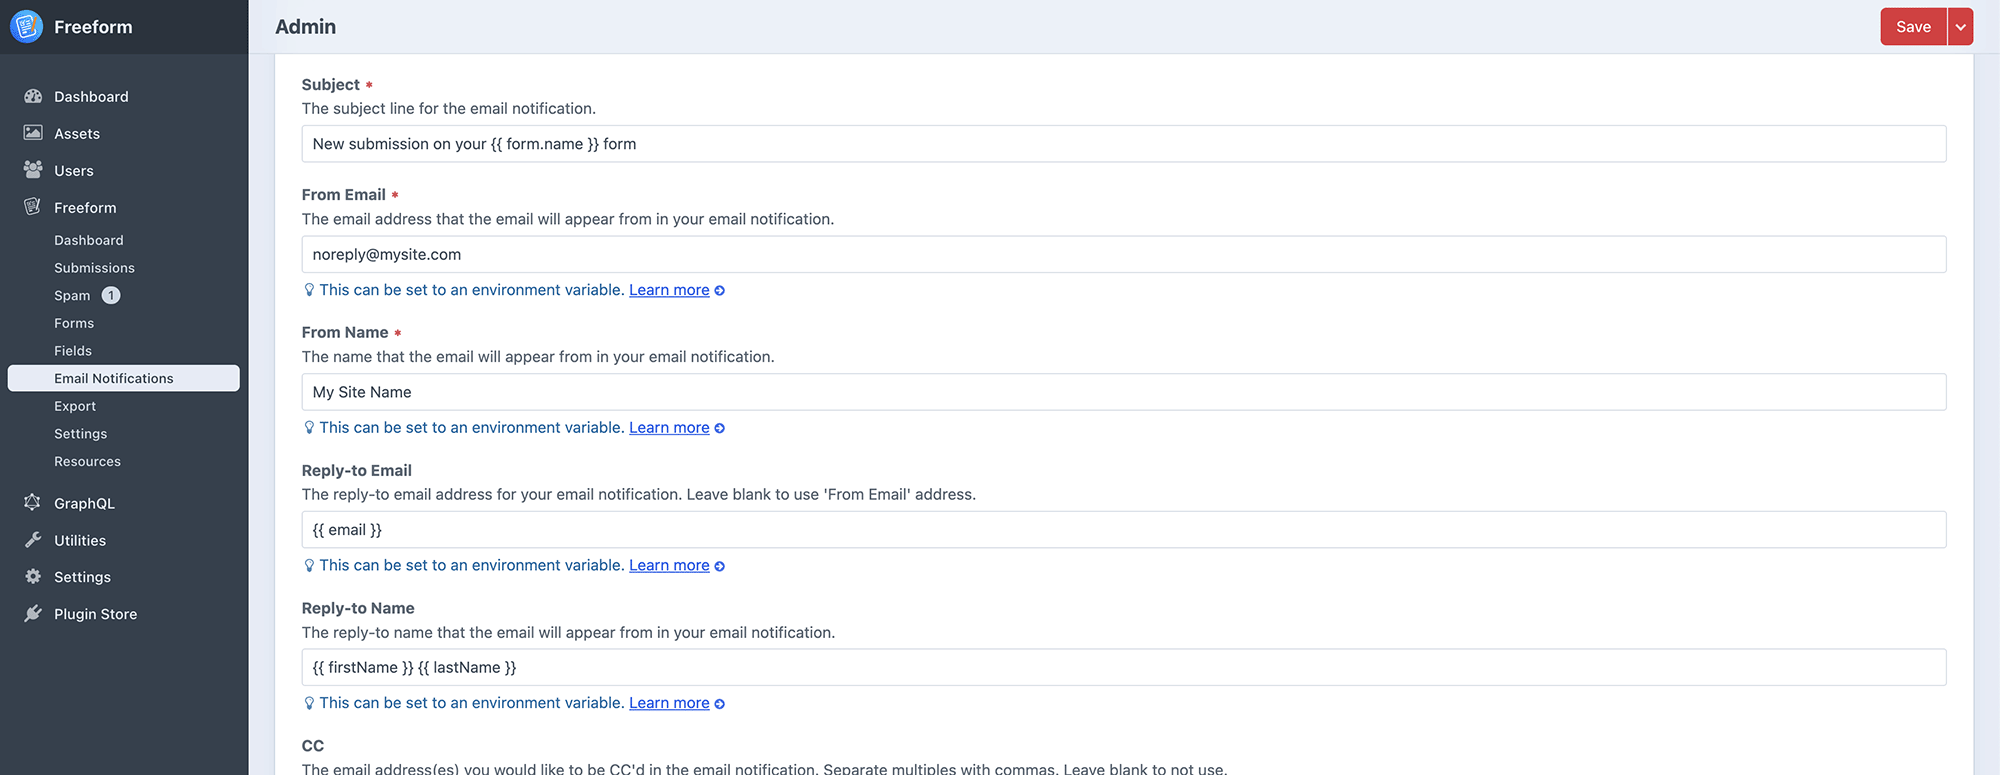 Freeform
Admin
Save
Dashboard
Assets
Users
Freeform
Dashboard
Submissions
Spam 1
Forms
Fields
Email Notifications
Export
Settings
Resources
GraphQL
Utilities
Settings
Plugin Store
Subject *
The subject line for the email notification.
New submission on your {{ form.name }} form
From Email *
The email address that the email will appear from in your email notification.
noreply@mysite.com
This can be set to an environment variable. Learn more
From Name *
The name that the email will appear from in your email notification.
My Site Name
This can be set to an environment variable. Learn more
Reply-to Email
The reply-to email address for your email notification. Leave blank to use 'From Email' address.
{{ email }}
This can be set to an environment variable. Learn more
Reply-to Name
The reply-to name that the email will appear from in your email notification.
{{ firstName }} {{ lastName }}
This can be set to an environment variable. Learn more
CC
The email address(es) you would like to be CC'd in the email notification. Separate multiples with commas. Leave blank to not use.